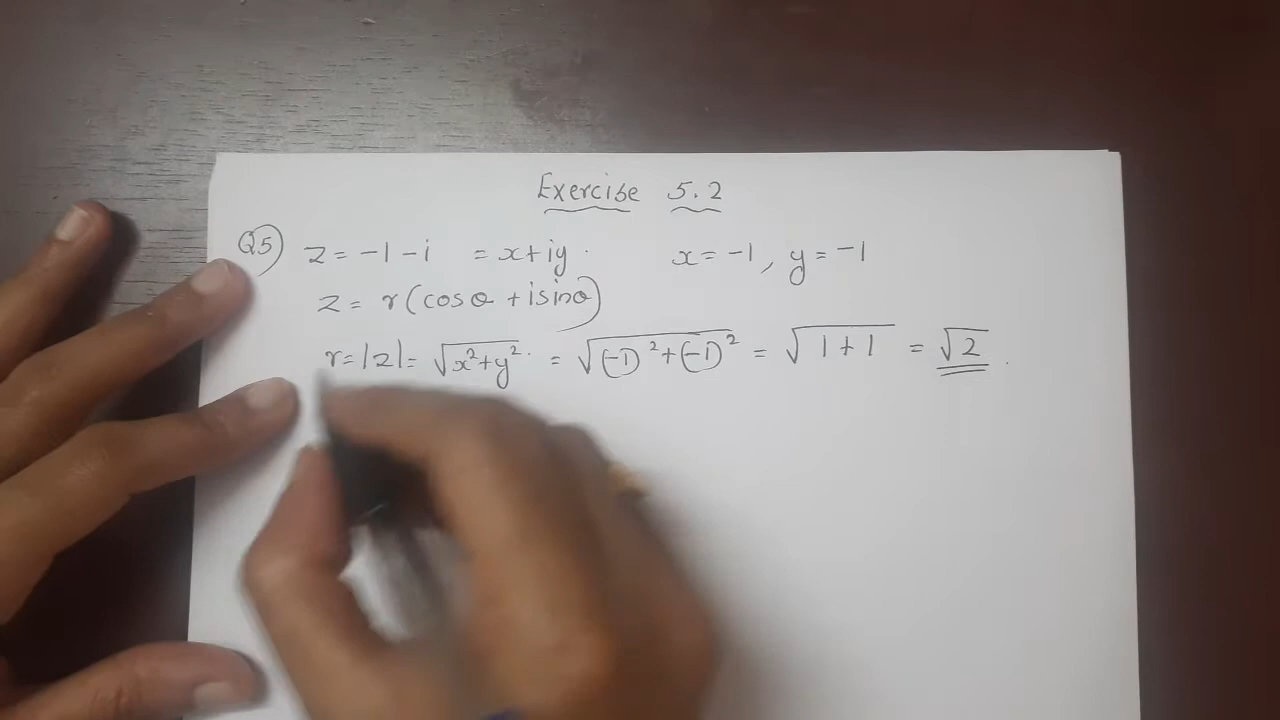 Exercise 5.2
Q5) z = -1 - i = x + iy . x = -1 , y = -1
z = r(cosθ + isinθ)
r = |z| = √x²+y² . = √(-1)²+(-1)² = √1+1 = √2 .